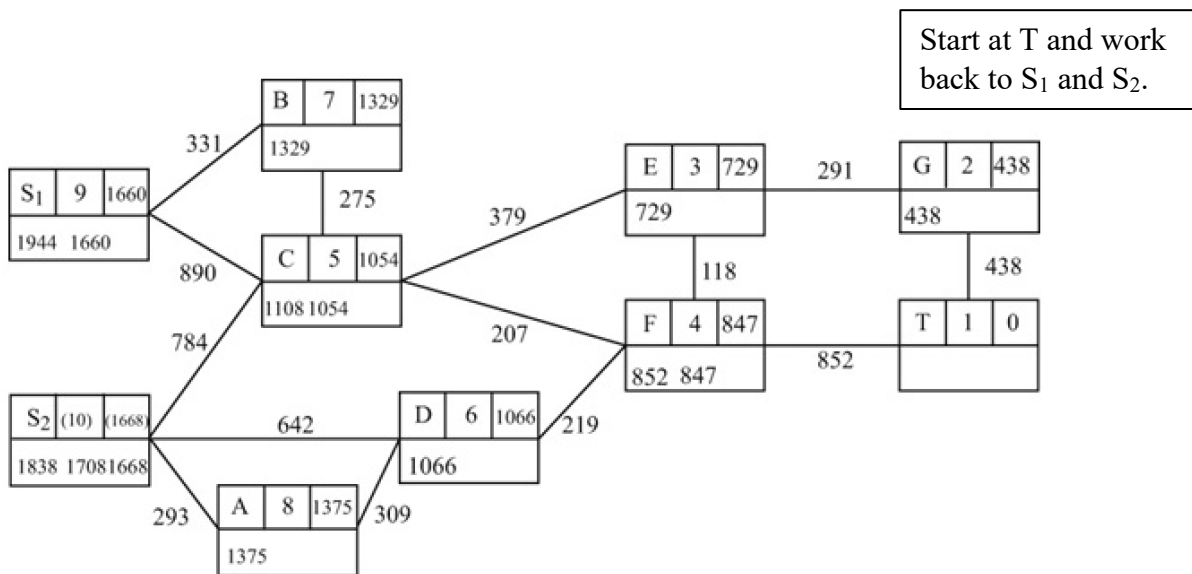 Start at T and work
back to S₁ and S₂.
B 7 1329
1329
331
S₁ 9 1660
1944 1660
275
890
C 5 1054
1108 1054
379
E 3 729
729
291
G 2 438
438
118
438
207
784
F 4 847
852 847
852
T 1 0
S₂ (10) (1668)
1838 1708 1668
642
D 6 1066
1066
219
293
A 8 1375
1375
309